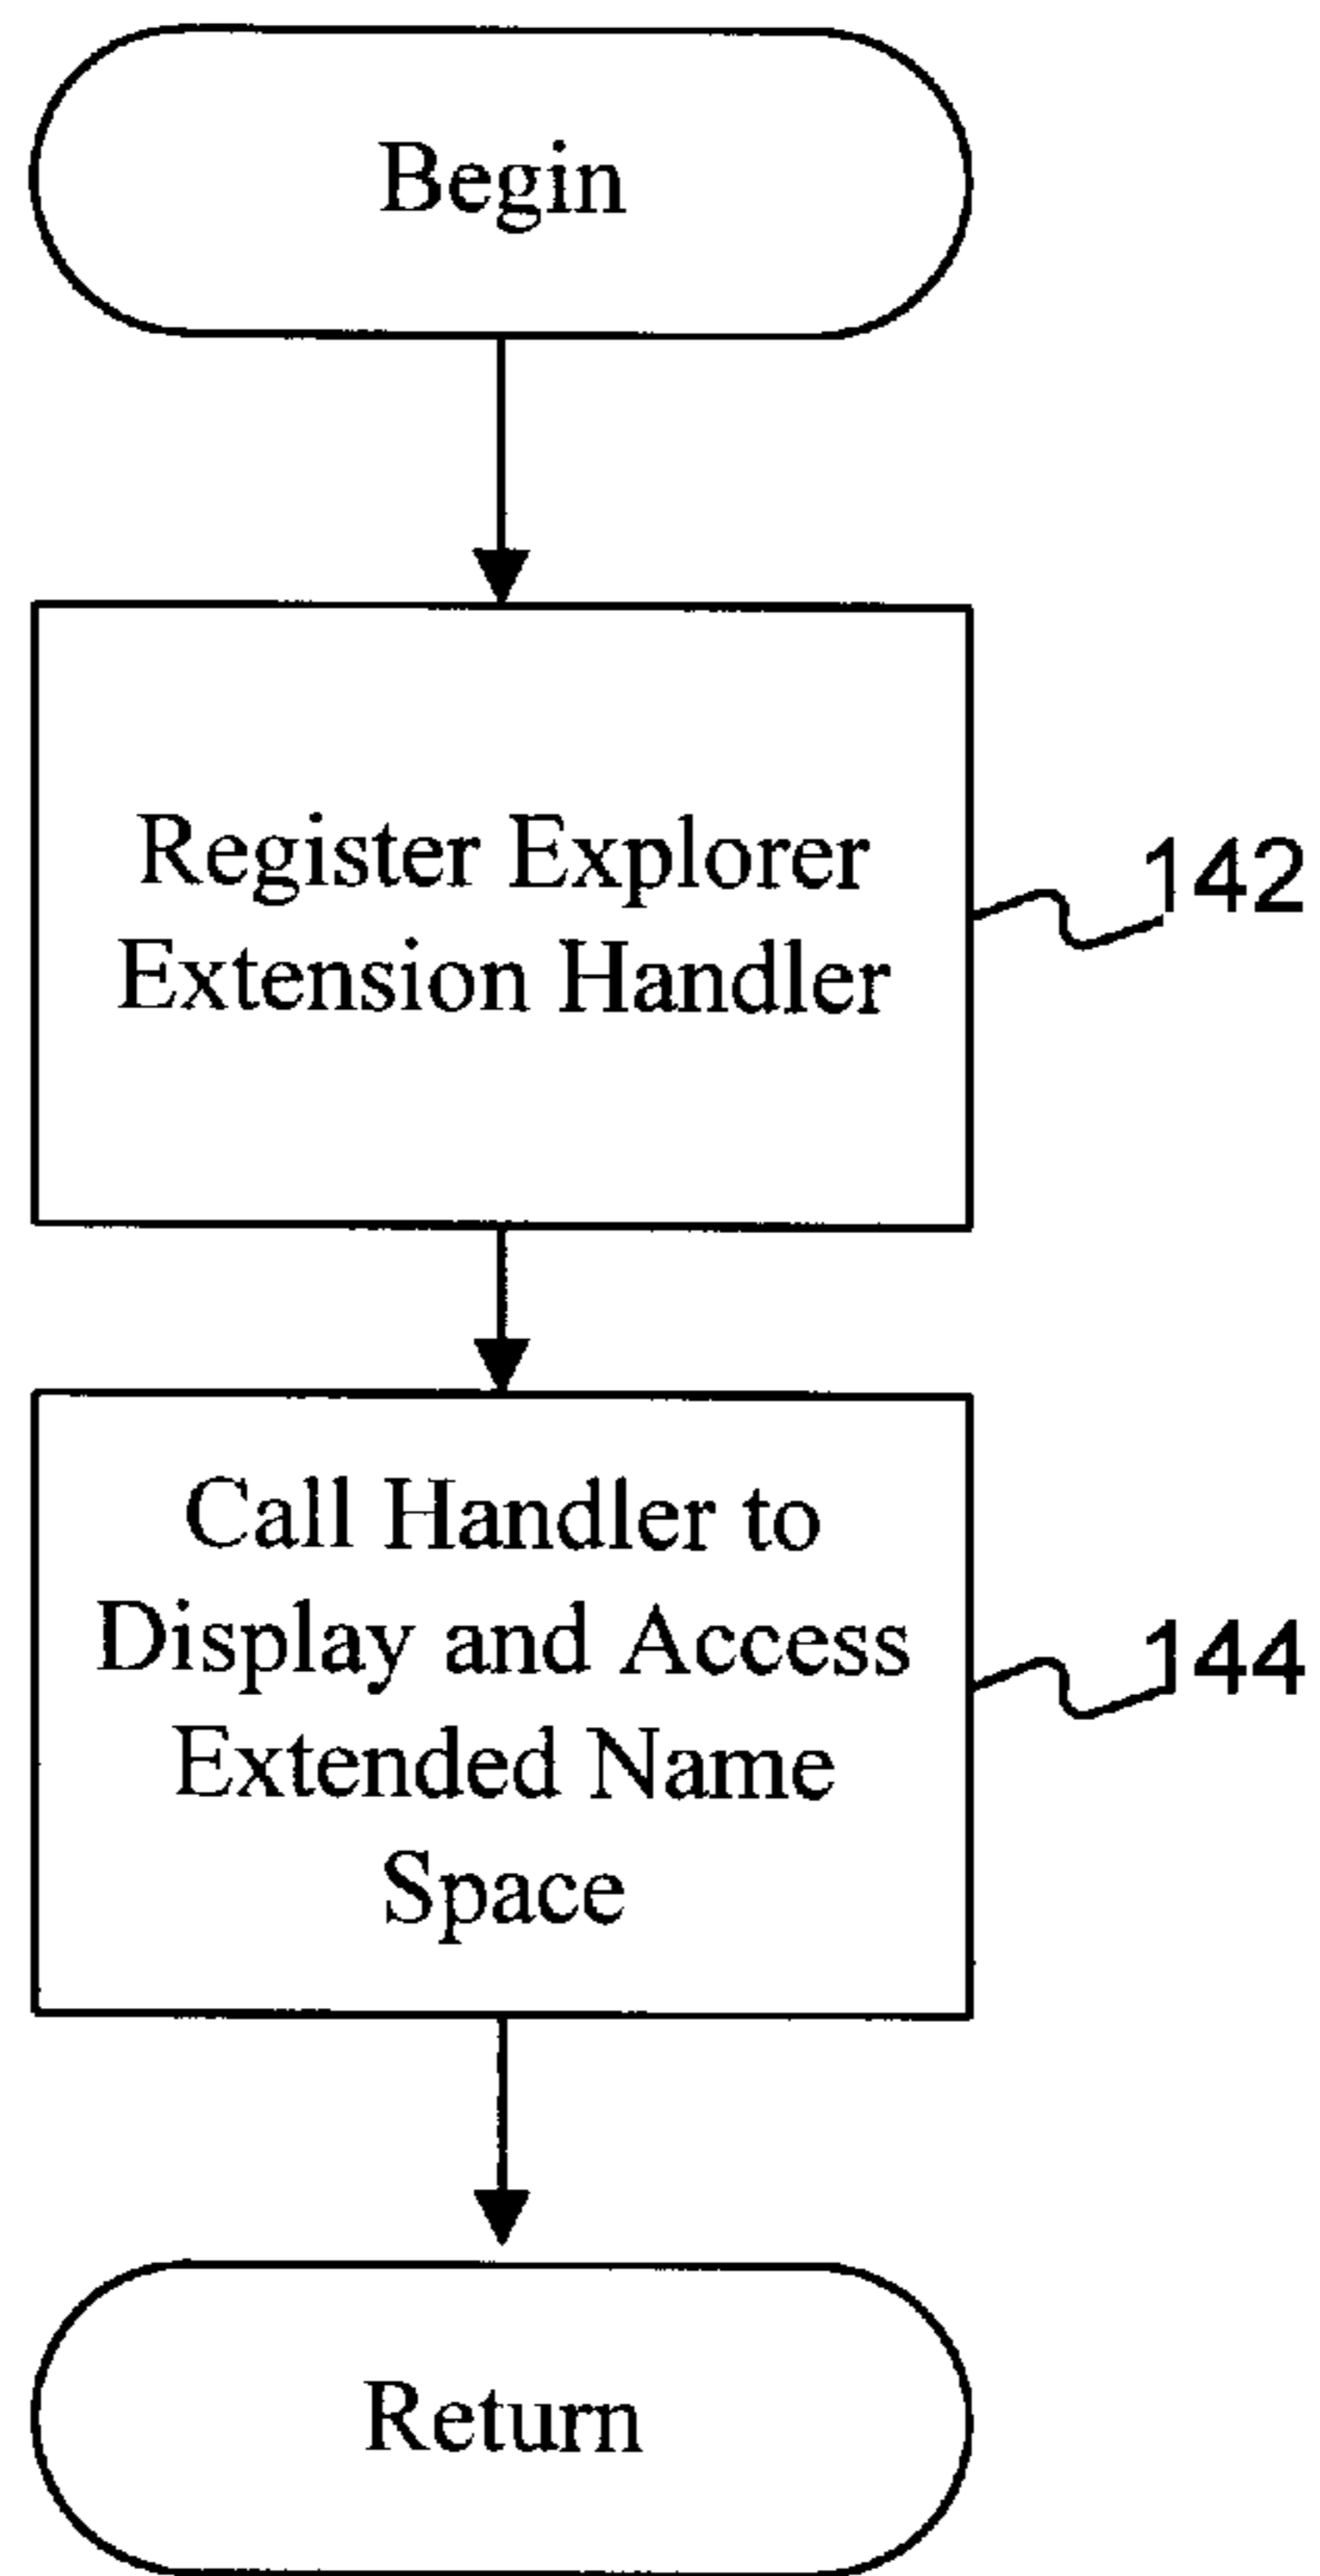 Begin
Register Explorer
Extension Handler
142
Call Handler to
Display and Access
Extended Name
Space
144
Return